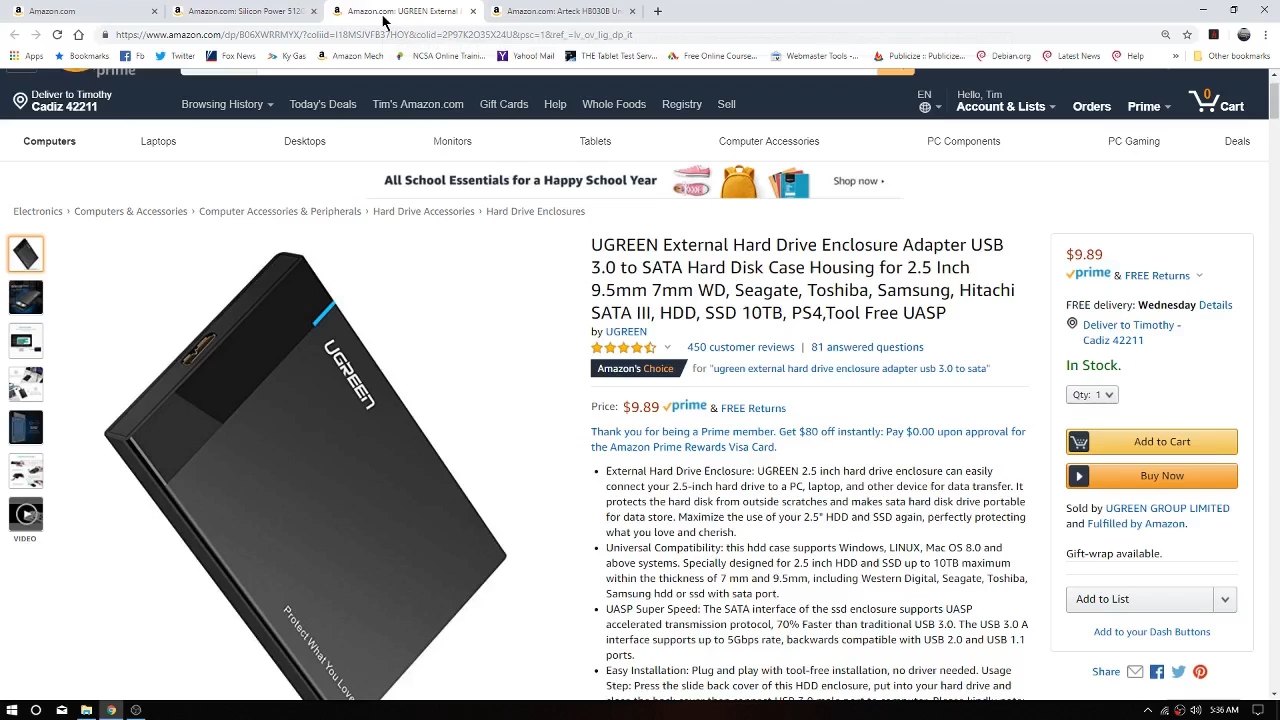 Amazon.com
Amazon.com: Silicon Power 512G
Amazon.com: UGREEN External
Amazon.com: Arteck HB030B Un
https://www.amazon.com/dp/B06XWRRMYX/?coliid=I18MSJVFB37HOY&colid=2P97K2O35X24U&psc=1&ref_=lv_ov_lig_dp_it
Apps
Bookmarks
Fb
FoxNews
Ky Gas
Amazon Mech
NCSA Online Train...
Yahoo! Mail
THE Tablet Test Serv...
Free Online Course...
Webmaster Tools -...
Publicize :: Publicize...
Debian.org
Latest News
Help
»
Other bookmarks
prime
Deliver to Timothy
Cadiz 42211
Browsing History
Today's Deals
Tim's Amazon.com
Gift Cards
Help
Whole Foods
Registry
Sell
EN
Hello, Tim
Account & Lists
Orders
Prime
0
Cart
Computers
Laptops
Desktops
Monitors
Tablets
Computer Accessories
PC Components
PC Gaming
Deals
All School Essentials for a Happy School Year
Shop now ›
Electronics › Computers & Accessories › Computer Accessories & Peripherals › Hard Drive Accessories › Hard Drive Enclosures
VIDEO
UGREEN
Protect What You Love
UGREEN External Hard Drive Enclosure Adapter USB
3.0 to SATA Hard Disk Case Housing for 2.5 Inch
9.5mm 7mm WD, Seagate, Toshiba, Samsung, Hitachi
SATA III, HDD, SSD 10TB, PS4,Tool Free UASP
by UGREEN
450 customer reviews | 81 answered questions
Amazon's Choice for "ugreen external hard drive enclosure adapter usb 3.0 to sata"
Price: $9.89 prime & FREE Returns
Thank you for being a Prime member. Get $80 off instantly: Pay $0.00 upon approval for
the Amazon Prime Rewards Visa Card.
• External Hard Drive Enclosure: UGREEN 2.5 inch hard drive enclosure can easily
connect your 2.5-inch hard drive to a PC, laptop, and other device for data transfer. It
protects the hard disk from outside scratches and makes sata hard disk drive portable
for data store. Maximize the use of your 2.5" HDD and SSD again, perfectly protecting
what you love and cherish.
• Universal Compatibility: this hdd case supports Windows, LINUX, Mac OS 8.0 and
above systems. Specially designed for 2.5 inch HDD and SSD up to 10TB maximum
within the thickness of 7 mm and 9.5mm, including Western Digital, Seagate, Toshiba,
Samsung hdd or ssd with sata port.
• UASP Super Speed: The SATA interface of the ssd enclosure supports UASP
accelerated transmission protocol, 70% Faster than traditional USB 3.0. The USB 3.0 A
interface supports up to 5Gbps rate, backwards compatible with USB 2.0 and USB 1.1
ports.
• Easy Installation: Plug and play with tool-free installation, no driver needed. Usage
Step: Press the slide back cover of this HDD enclosure, put into your hard drive and
$9.89
prime & FREE Returns
FREE delivery: Wednesday Details
Deliver to Timothy -
Cadiz 42211
In Stock.
Qty: 1
Add to Cart
Buy Now
Sold by UGREEN GROUP LIMITED
and Fulfilled by Amazon.
Gift-wrap available.
Add to List
Add to your Dash Buttons
Share
5:36 AM